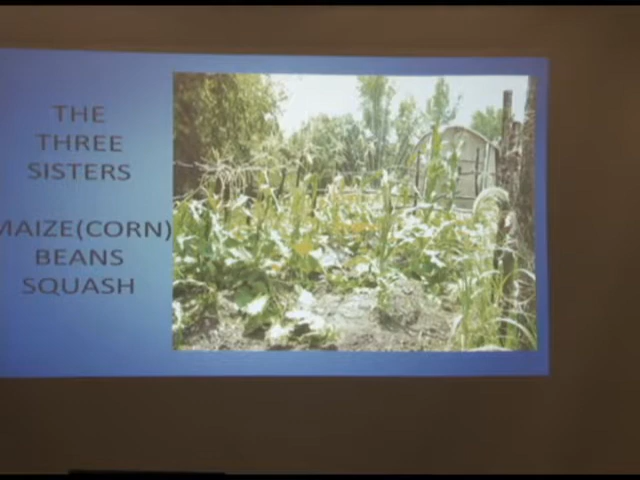 THE
THREE
SISTERS
MAIZE(CORN)
BEANS
SQUASH